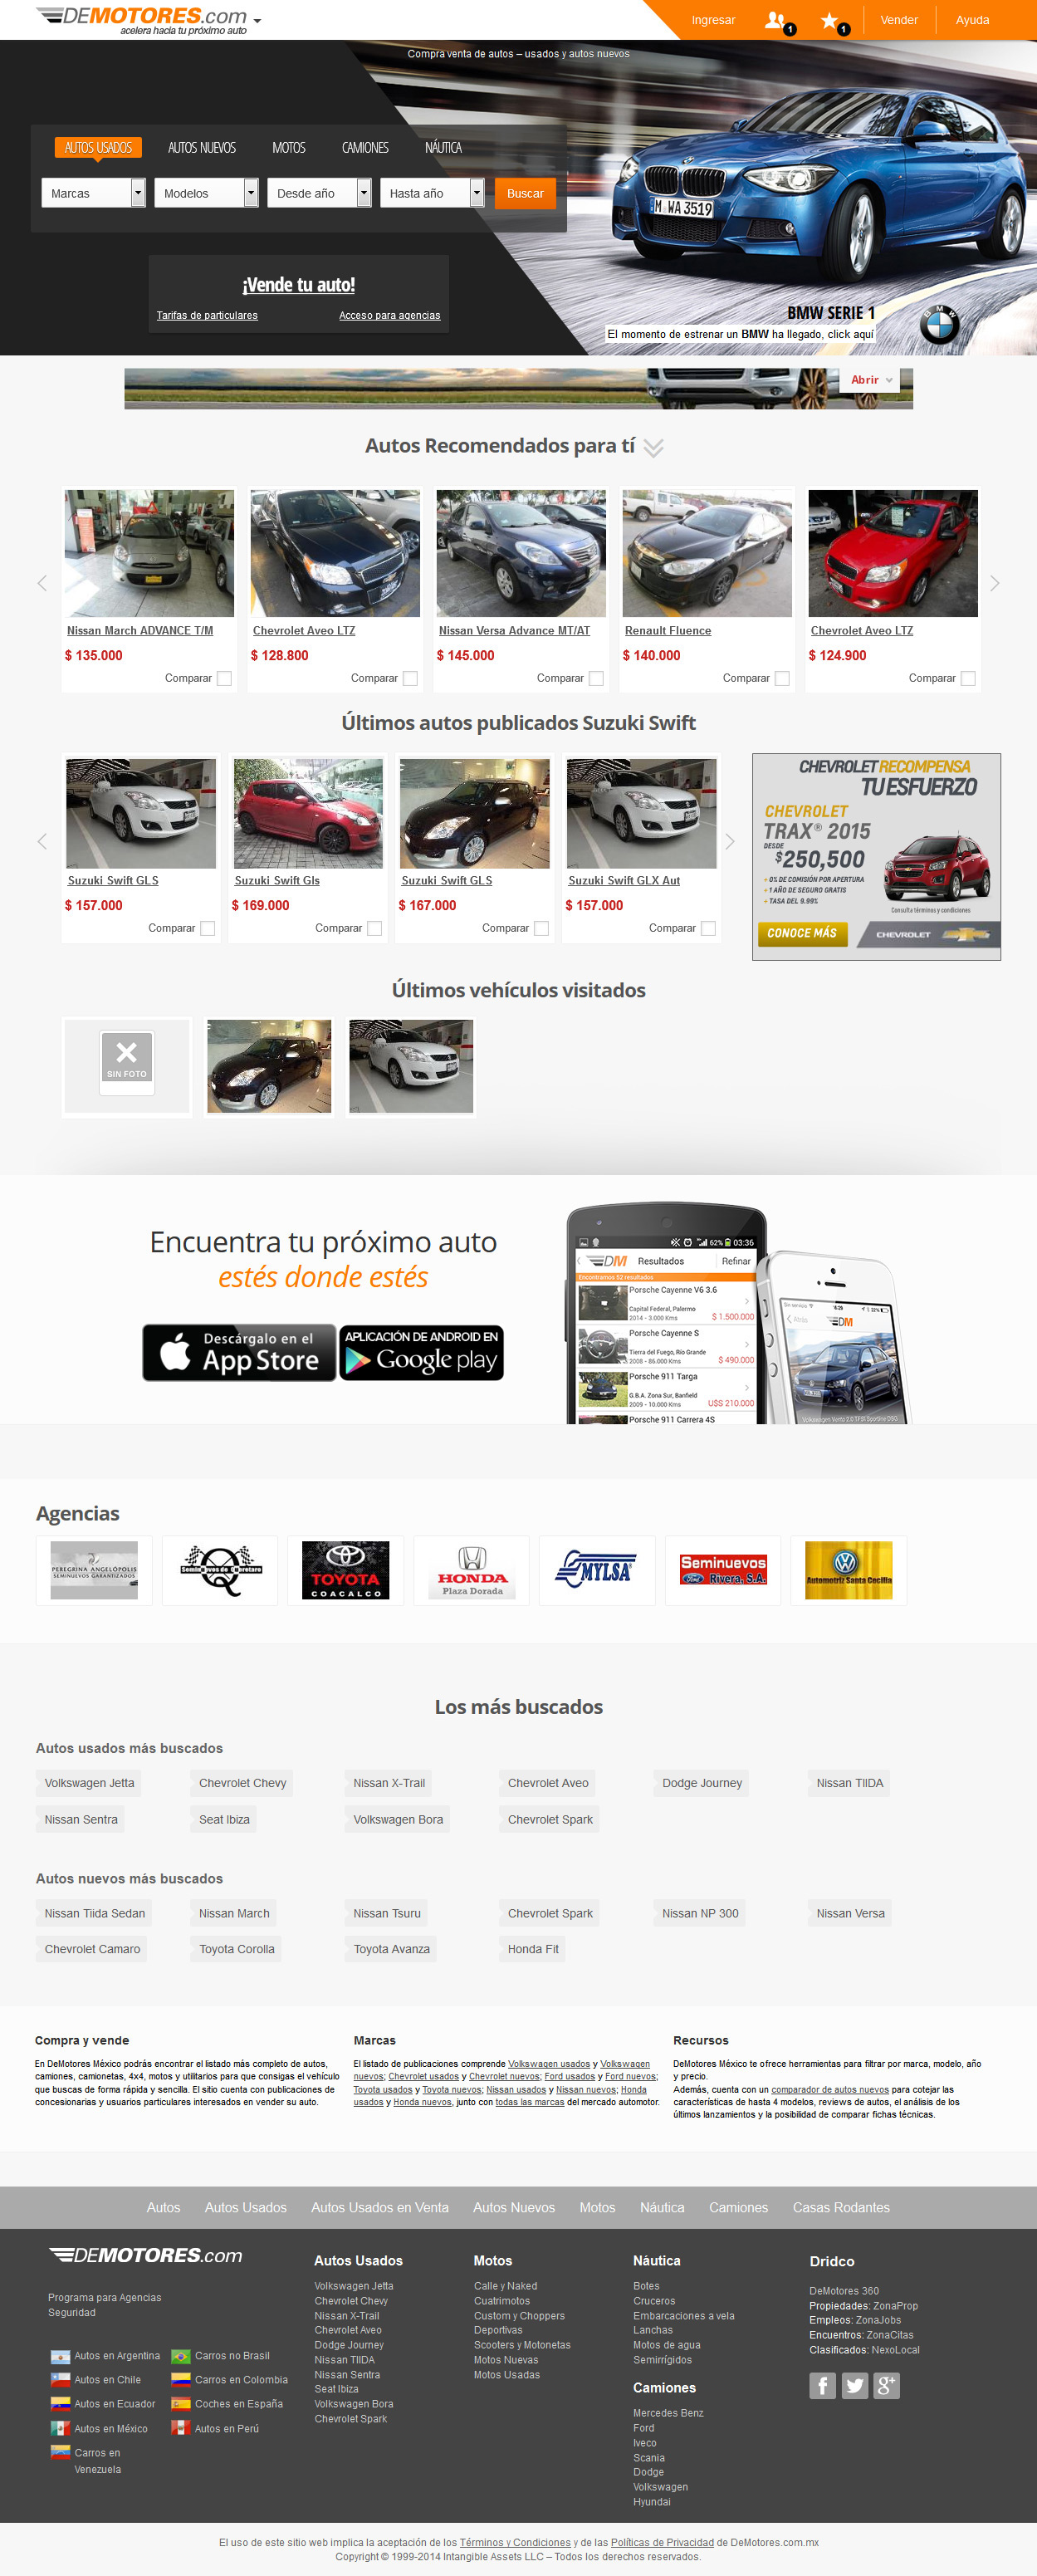 DEMOTORES.com
acelera hacia tu próximo auto
Ingresar
1
1
Vender
Ayuda
Compra venta de autos – usados y autos nuevos
AUTOS USADOS
AUTOS NUEVOS
MOTOS
CAMIONES
NÁUTICA
Marcas
Modelos
Desde año
Hasta año
Buscar
M WA 3519
¡Vende tu auto!
Tarifas de particulares
Acceso para agencias
BMW SERIE 1
El momento de estrenar un BMW ha llegado, click aquí
BMW
Abrir
Autos Recomendados para tí
Nissan March ADVANCE T/M
$ 135.000
Comparar
Chevrolet Aveo LTZ
$ 128.800
Comparar
Nissan Versa Advance MT/AT
$ 145.000
Comparar
Renault Fluence
$ 140.000
Comparar
Chevrolet Aveo LTZ
$ 124.900
Comparar
Últimos autos publicados Suzuki Swift
Suzuki Swift GLS
$ 157.000
Comparar
Suzuki Swift Gls
$ 169.000
Comparar
Suzuki Swift GLS
$ 167.000
Comparar
Suzuki Swift GLX Aut
$ 157.000
Comparar
CHEVROLET RECOMPENSA
TU ESFUERZO
CHEVROLET
TRAX® 2015
DESDE
$250,500
+ 0% DE COMISIÓN POR APERTURA
+ 1 AÑO DE SEGURO GRATIS
+ TASA DEL 9.99%
Consulta términos y condiciones
CONOCE MÁS
CHEVROLET
Últimos vehículos visitados
SIN FOTO
Encuentra tu próximo auto
estés donde estés
Descárgalo en el
App Store
APLICACIÓN DE ANDROID EN
Google play
62% 03:36
DM
Resultados
Refinar
Encontramos 52 resultados
Porsche Cayenne V6 3.6
Capital Federal, Palermo
2014 - 3.000 Kms
$ 1.500.000
Porsche Cayenne S
Tierra del Fuego, Río Grande
2008 - 86.000 Kms
$ 490.000
Porsche 911 Targa
G.B.A. Zona Sur, Banfield
2009 - 10.000 Kms
U$S 210.000
Porsche 911 Carrera 4S
Sin servicio
14:29
32%
Atrás
DM
Agencias
PEREGRINA ANGELÓPOLIS
SEMINUEVOS GARANTIZADOS
Seminuevos de Querétaro
TOYOTA
COACALCO
HONDA
Plaza Dorada
MYLSA
Seminuevos
Ford
Rivera, S.A.
Automotriz Santa Cecilia
Los más buscados
Autos usados más buscados
Volkswagen Jetta
Chevrolet Chevy
Nissan X-Trail
Chevrolet Aveo
Dodge Journey
Nissan TIIDA
Nissan Sentra
Seat Ibiza
Volkswagen Bora
Chevrolet Spark
Autos nuevos más buscados
Nissan Tiida Sedan
Nissan March
Nissan Tsuru
Chevrolet Spark
Nissan NP 300
Nissan Versa
Chevrolet Camaro
Toyota Corolla
Toyota Avanza
Honda Fit
Compra y vende
En DeMotores México podrás encontrar el listado más completo de autos,
camiones, camionetas, 4x4, motos y utilitarios para que consigas el vehículo
que buscas de forma rápida y sencilla. El sitio cuenta con publicaciones de
concesionarias y usuarios particulares interesados en vender su auto.
Marcas
El listado de publicaciones comprende Volkswagen usados y Volkswagen
nuevos; Chevrolet usados y Chevrolet nuevos; Ford usados y Ford nuevos;
Toyota usados y Toyota nuevos; Nissan usados y Nissan nuevos; Honda
usados y Honda nuevos, junto con todas las marcas del mercado automotor.
Recursos
DeMotores México te ofrece herramientas para filtrar por marca, modelo, año
y precio.
Además, cuenta con un comparador de autos nuevos para cotejar las
características de hasta 4 modelos, reviews de autos, el análisis de los
últimos lanzamientos y la posibilidad de comparar fichas técnicas.
Autos
Autos Usados
Autos Usados en Venta
Autos Nuevos
Motos
Náutica
Camiones
Casas Rodantes
DEMOTORES.com
Programa para Agencias
Seguridad
Autos en Argentina
Carros no Brasil
Autos en Chile
Carros en Colombia
Autos en Ecuador
Coches en España
Autos en México
Autos en Perú
Carros en
Venezuela
Autos Usados
Volkswagen Jetta
Chevrolet Chevy
Nissan X-Trail
Chevrolet Aveo
Dodge Journey
Nissan TIIDA
Nissan Sentra
Seat Ibiza
Volkswagen Bora
Chevrolet Spark
Motos
Calle y Naked
Cuatrimotos
Custom y Choppers
Deportivas
Scooters y Motonetas
Motos Nuevas
Motos Usadas
Náutica
Botes
Cruceros
Embarcaciones a vela
Lanchas
Motos de agua
Semirrígidos
Camiones
Mercedes Benz
Ford
Iveco
Scania
Dodge
Volkswagen
Hyundai
Dridco
DeMotores 360
Propiedades: ZonaProp
Empleos: ZonaJobs
Encuentros: ZonaCitas
Clasificados: NexoLocal
El uso de este sitio web implica la aceptación de los Términos y Condiciones y de las Políticas de Privacidad de DeMotores.com.mx
Copyright © 1999-2014 Intangible Assets LLC – Todos los derechos reservados.